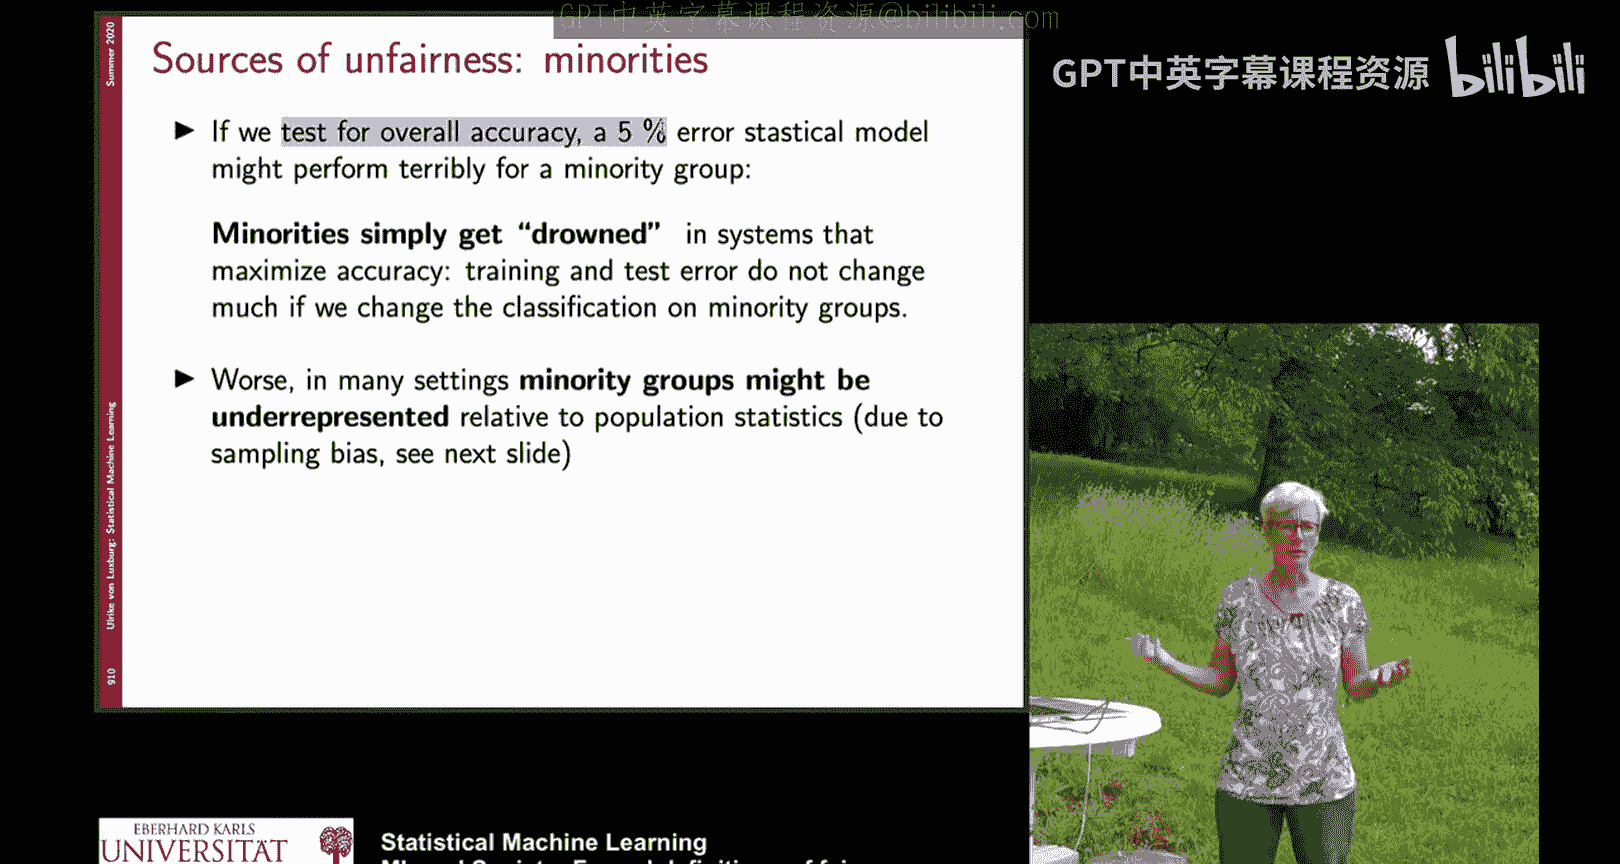 GPT中英字幕课程资源@bilibili.com
Summer 2020
Sources of unfairness: minorities
GPT中英字幕课程资源 bilibili
► If we test for overall accuracy, a 5 % error stastical model
might perform terribly for a minority group:
Minorities simply get “drowned” in systems that
maximize accuracy: training and test error do not change
much if we change the classification on minority groups.
► Worse, in many settings minority groups might be
underrepresented relative to population statistics (due to
sampling bias, see next slide)
Ulrike von Luxburg: Statistical Machine Learning
910
EBERHARD KARLS
UNIVERSITÄT
Statistical Machine Learning